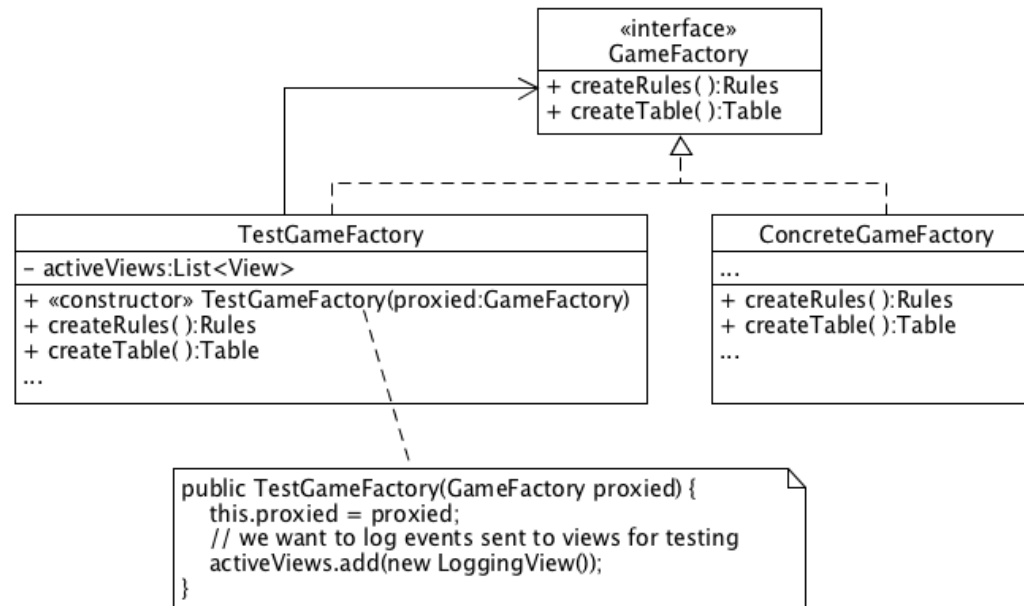 «interface»
GameFactory
+ createRules( ):Rules
+ createTable( ):Table
TestGameFactory
– activeViews:List<View>
+ «constructor» TestGameFactory(proxied:GameFactory)
+ createRules( ):Rules
+ createTable( ):Table
...
ConcreteGameFactory
...
+ createRules( ):Rules
+ createTable( ):Table
...
public TestGameFactory(GameFactory proxied) {
this.proxied = proxied;
// we want to log events sent to views for testing
activeViews.add(new LoggingView());
}